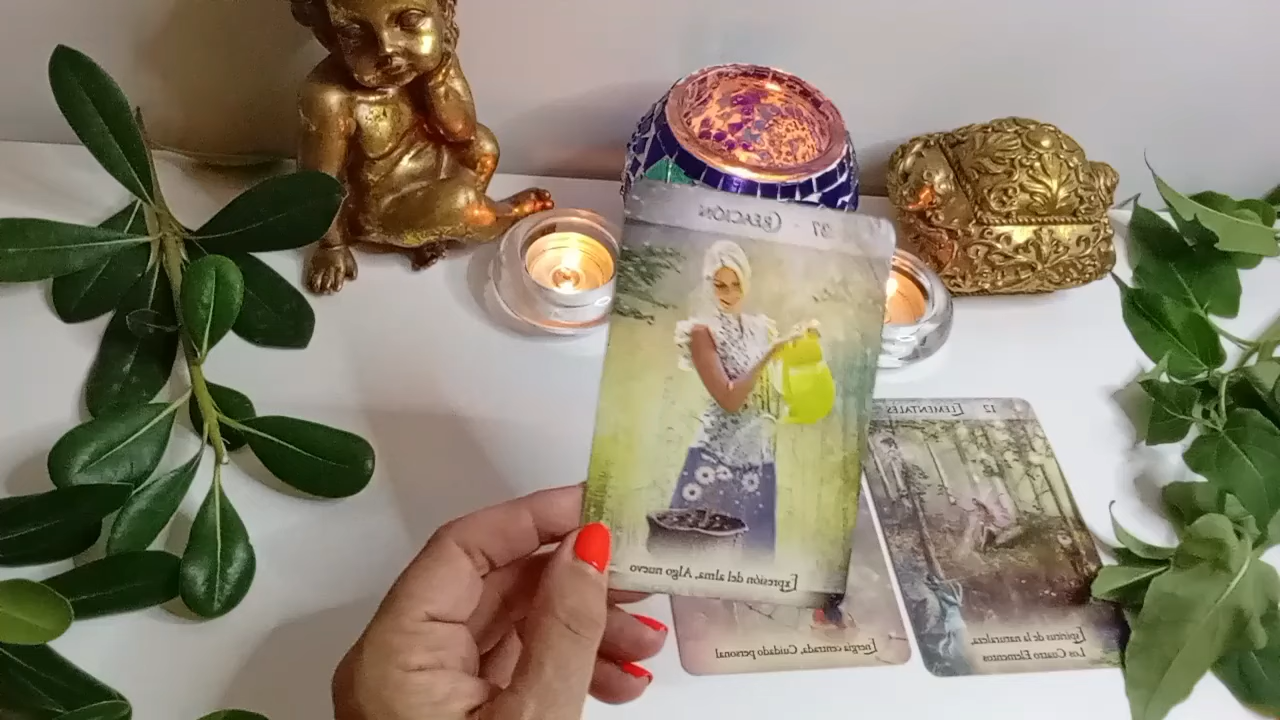 37 - CREACIÓN
Expresión del alma, Algo nuevo
12 ELEMENTALES
Energía centrada, Cuidado personal
Espíritus de la naturaleza,
Los Cuatro Elementos